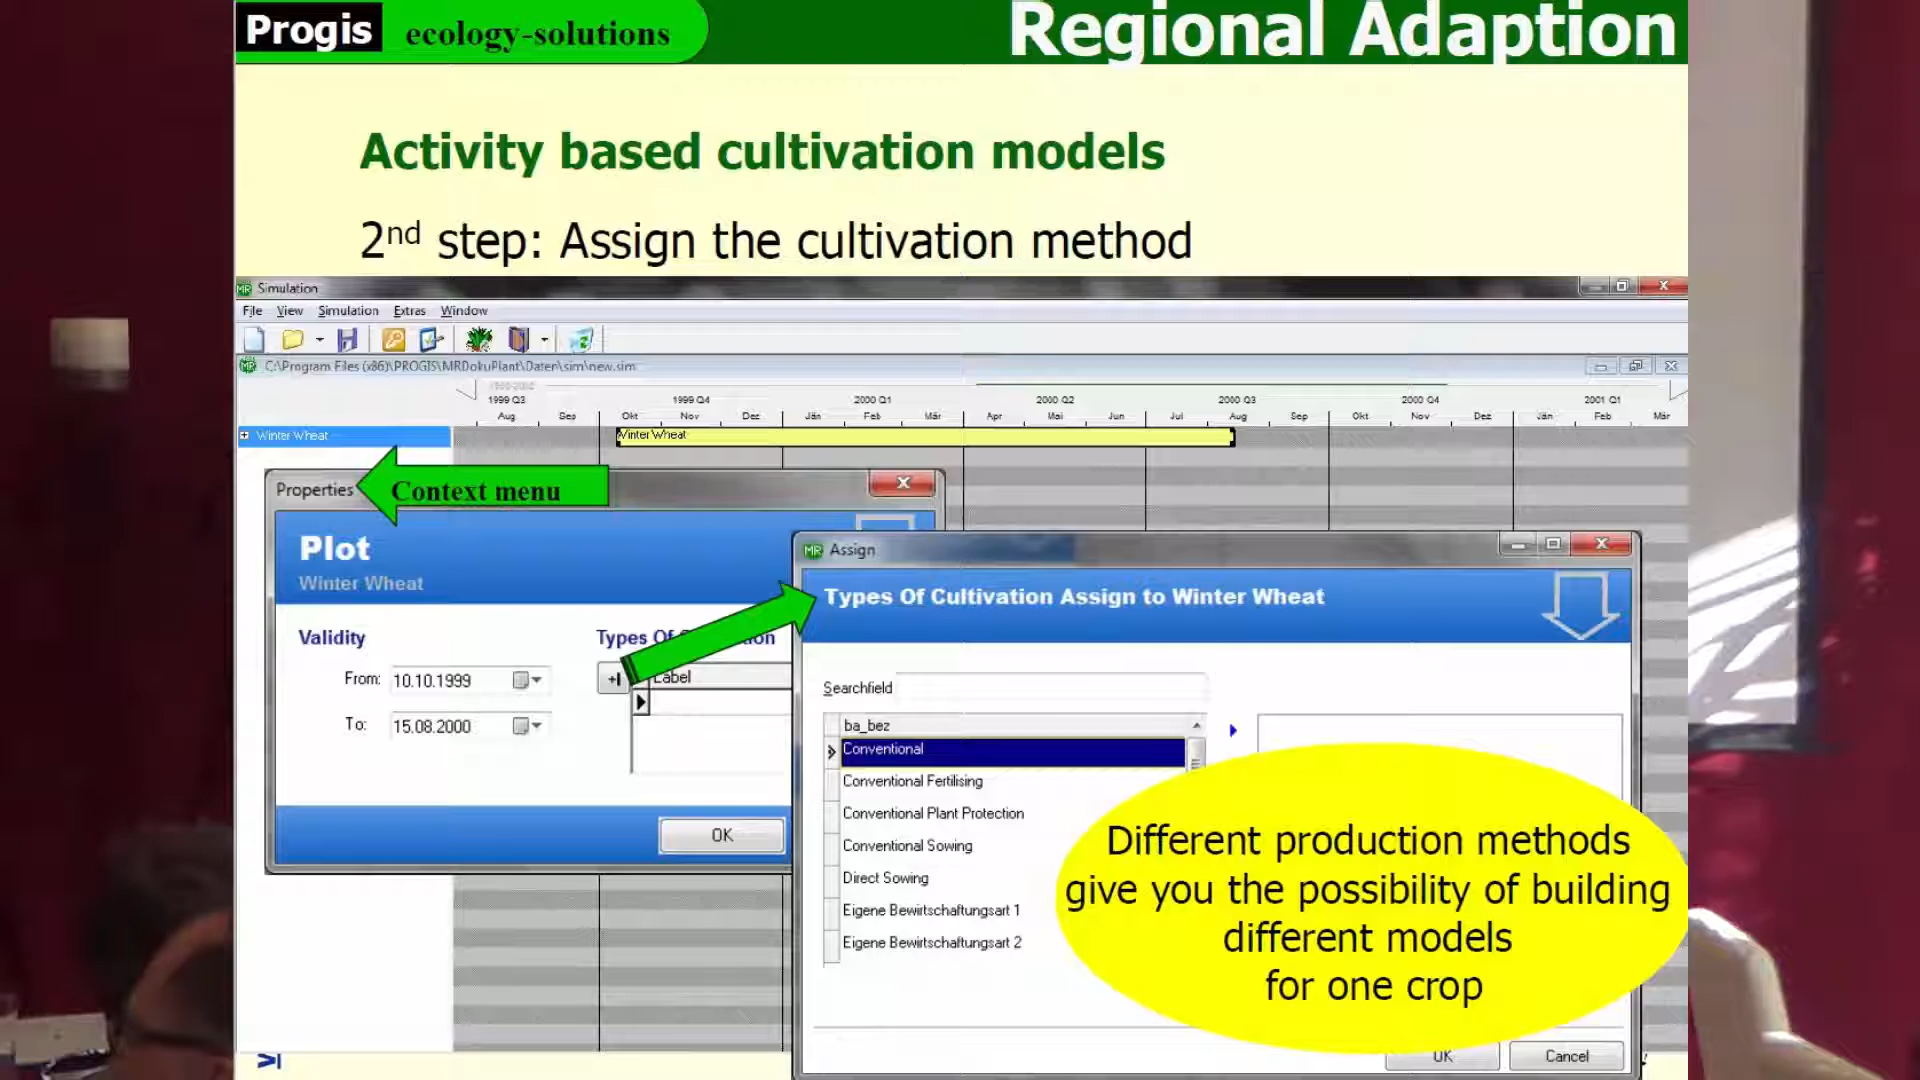 Progis ecology-solutions Regional Adaption
Activity based cultivation models
2nd step: Assign the cultivation method
Simulation
File View Simulation Extras Window
C:\Program Files (x86)\PROGIS\MRDokuPlant\Daten\sim\new.sim
1999 Q3 1999 Q4 2000 Q1 2000 Q2 2000 Q3 2000 Q4 2001 Q1
Aug Sep Okt Nov Dez Jän Feb Mär Apr Mai Jun Jul Aug Sep Okt Nov Dez Jän Feb Mär
Winter Wheat Winter Wheat
Properties
Context menu
Plot
Winter Wheat
Validity
From: 10.10.1999
To: 15.08.2000
Types Of
Label
OK
MR Assign
Types Of Cultivation Assign to Winter Wheat
Searchfield
ba_bez
Conventional
Conventional Fertilising
Conventional Plant Protection
Conventional Sowing
Direct Sowing
Eigene Bewirtschaftungsart 1
Eigene Bewirtschaftungsart 2
Different production methods
give you the possibility of building
different models
for one crop
OK Cancel